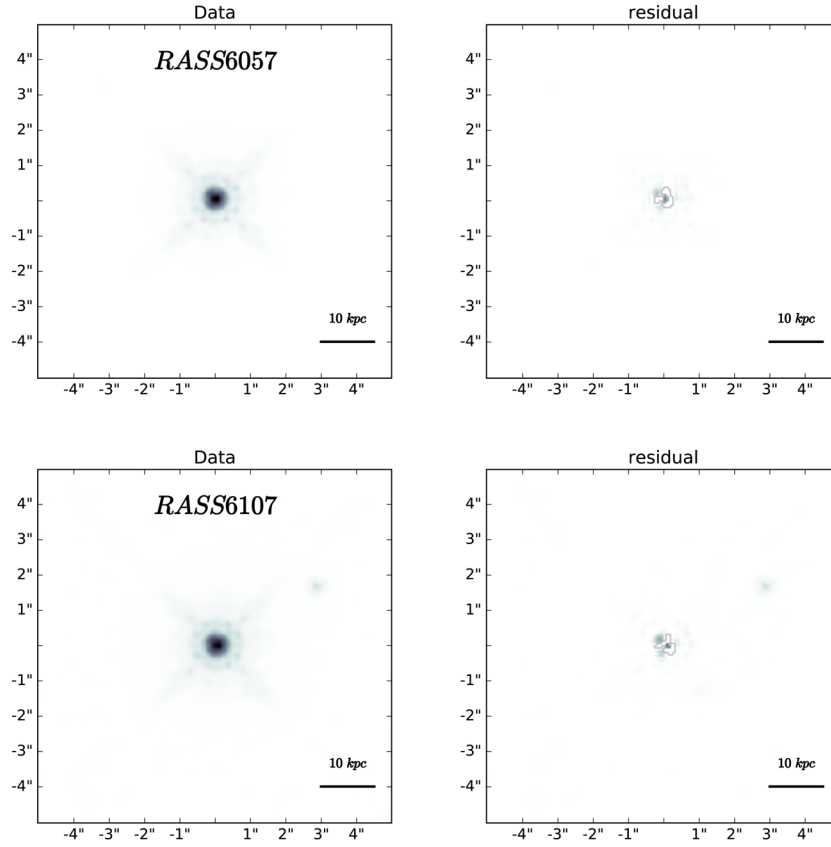 Data
residual
RASS6057
4"
3"
2"
1"
-1"
-2"
-3"
-4"
10 kpc
10 kpc
-4" -3" -2" -1" 1" 2" 3" 4"
-4" -3" -2" -1" 1" 2" 3" 4"
Data
residual
RASS6107
4"
3"
2"
1"
-1"
-2"
-3"
-4"
10 kpc
10 kpc
-4" -3" -2" -1" 1" 2" 3" 4"
-4" -3" -2" -1" 1" 2" 3" 4"
4"
3"
2"
1"
-1"
-2"
-3"
-4"
4"
3"
2"
1"
-1"
-2"
-3"
-4"